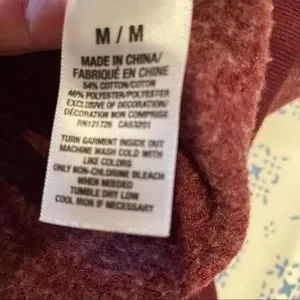 M / M
MADE IN CHINA/
FABRIQUÉ EN CHINE
54% COTTON/COTON
46% POLYESTER/POLYESTER
EXCLUSIVE OF DECORATION/
DÉCORATION NON COMPRISE
RN121726 CA53201
TURN GARMENT INSIDE OUT
MACHINE WASH COLD WITH
LIKE COLORS
ONLY NON-CHLORINE BLEACH
WHEN NEEDED
TUMBLE DRY LOW
COOL IRON IF NECESSARY